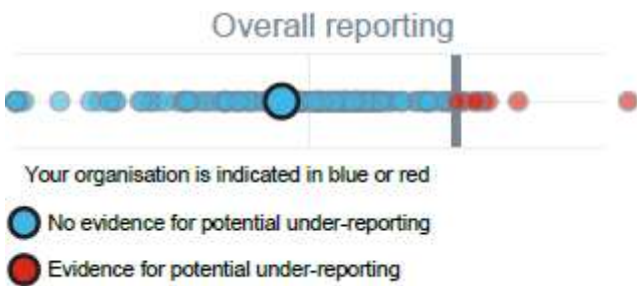 Overall reporting
Your organisation is indicated in blue or red
No evidence for potential under-reporting
Evidence for potential under-reporting